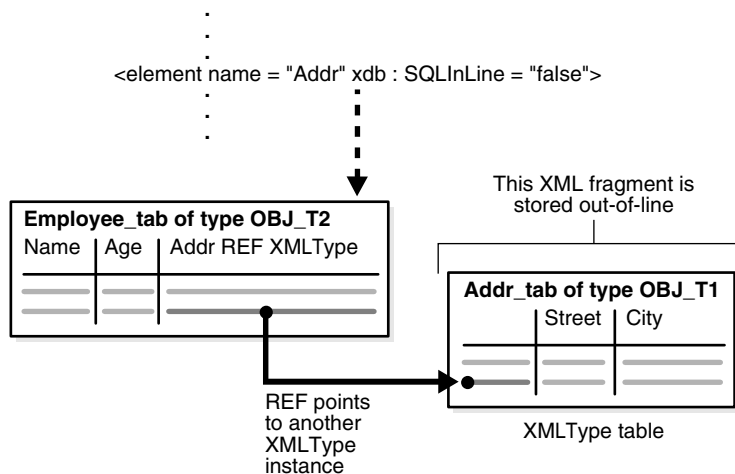 <element name = "Addr" xdb : SQLInLine = "false">
This XML fragment is
stored out-of-line
Employee_tab of type OBJ_T2
Name Age Addr REF XMLType
Addr_tab of type OBJ_T1
Street City
REF points
to another
XMLType
instance
XMLType table